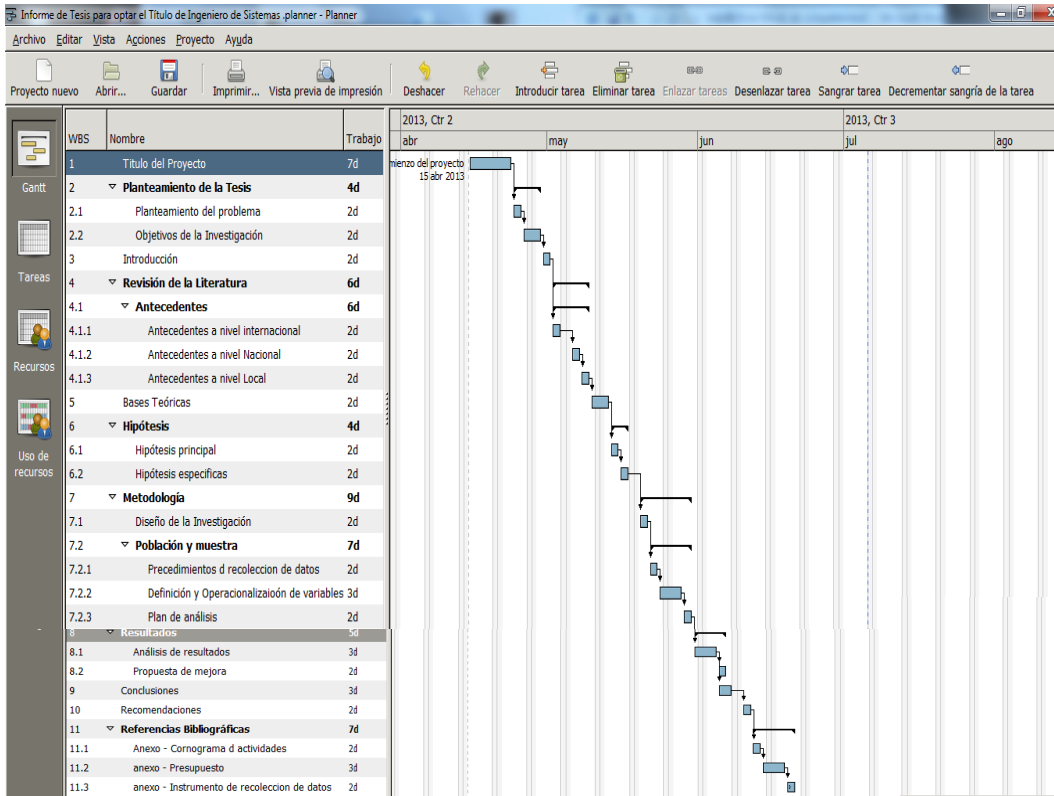 Informe de Tesis para optar el Título de Ingeniero de Sistemas .planner - Planner
Archivo Editar Vista Acciones Proyecto Ayuda
Proyecto nuevo Abrir... Guardar Imprimir... Vista previa de impresión Deshacer Rehacer Introducir tarea Eliminar tarea Enlazar tareas Desenlazar tarea Sangrar tarea Decrementar sangría de la tarea
Gantt
Tareas
Recursos
Uso de
recursos
WBS Nombre Trabajo
2013, Ctr 2 2013, Ctr 3
abr may jun jul ago
1 Titulo del Proyecto 7d
mienzo del proyecto
15 abr 2013
2 Planteamiento de la Tesis 4d
2.1 Planteamiento del problema 2d
2.2 Objetivos de la Investigación 2d
3 Introducción 2d
4 Revisión de la Literatura 6d
4.1 Antecedentes 6d
4.1.1 Antecedentes a nivel internacional 2d
4.1.2 Antecedentes a nivel Nacional 2d
4.1.3 Antecedentes a nivel Local 2d
5 Bases Teóricas 2d
6 Hipótesis 4d
6.1 Hipótesis principal 2d
6.2 Hipótesis especificas 2d
7 Metodología 9d
7.1 Diseño de la Investigación 2d
7.2 Población y muestra 7d
7.2.1 Precedimientos d recoleccion de datos 2d
7.2.2 Definición y Operacionalizaioón de variables 3d
7.2.3 Plan de análisis 2d
8 Resultados 5d
8.1 Análisis de resultados 3d
8.2 Propuesta de mejora 2d
9 Conclusiones 3d
10 Recomendaciones 2d
11 Referencias Bibliográficas 7d
11.1 Anexo - Cornograma d actividades 2d
11.2 anexo - Presupuesto 3d
11.3 anexo - Instrumento de recoleccion de datos 2d